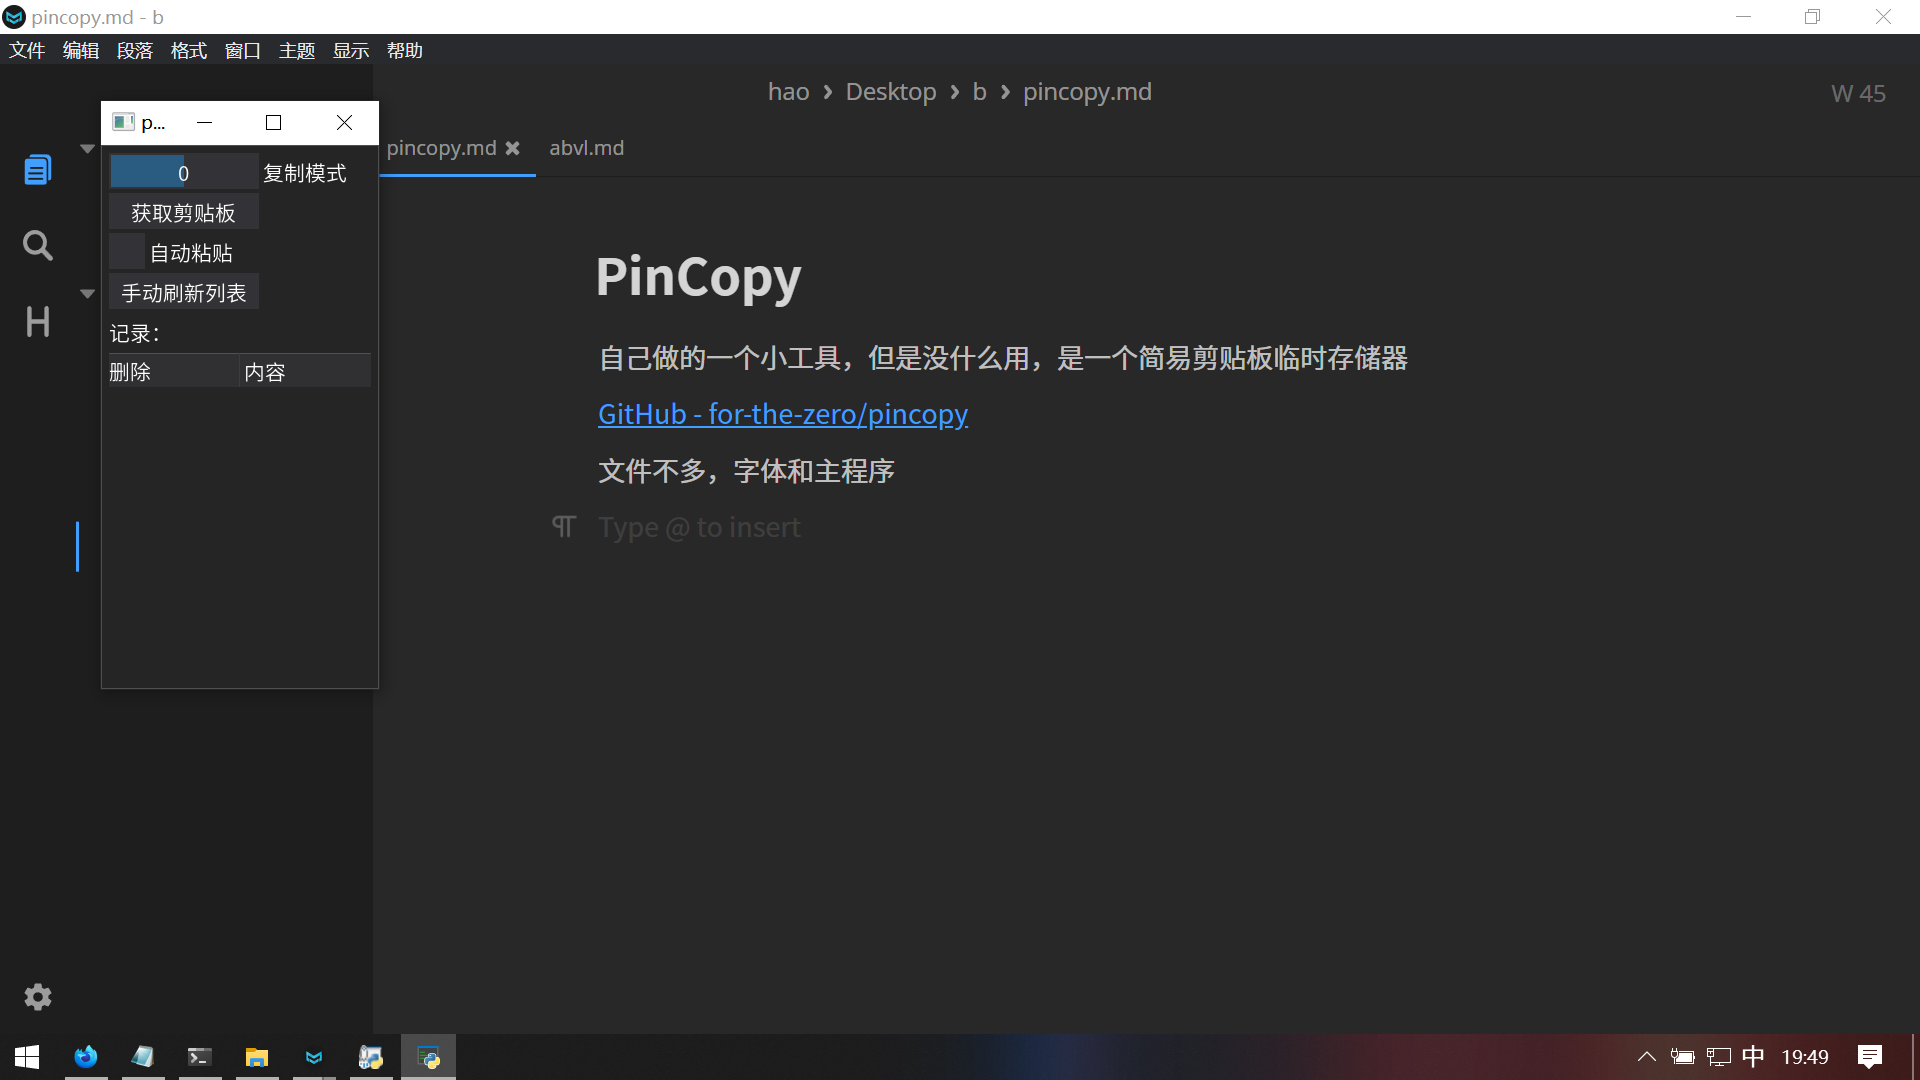 pincopy.md - b
文件 编辑 段落 格式 窗口 主题 显示 帮助
hao › Desktop › b › pincopy.md
W 45
p...
pincopy.md
abvl.md
0 复制模式
获取剪贴板
自动粘贴
手动刷新列表
记录：
删除 内容
PinCopy
自己做的一个小工具，但是没什么用，是一个简易剪贴板临时存储器
GitHub - for-the-zero/pincopy
文件不多，字体和主程序
Type @ to insert
中 19:49